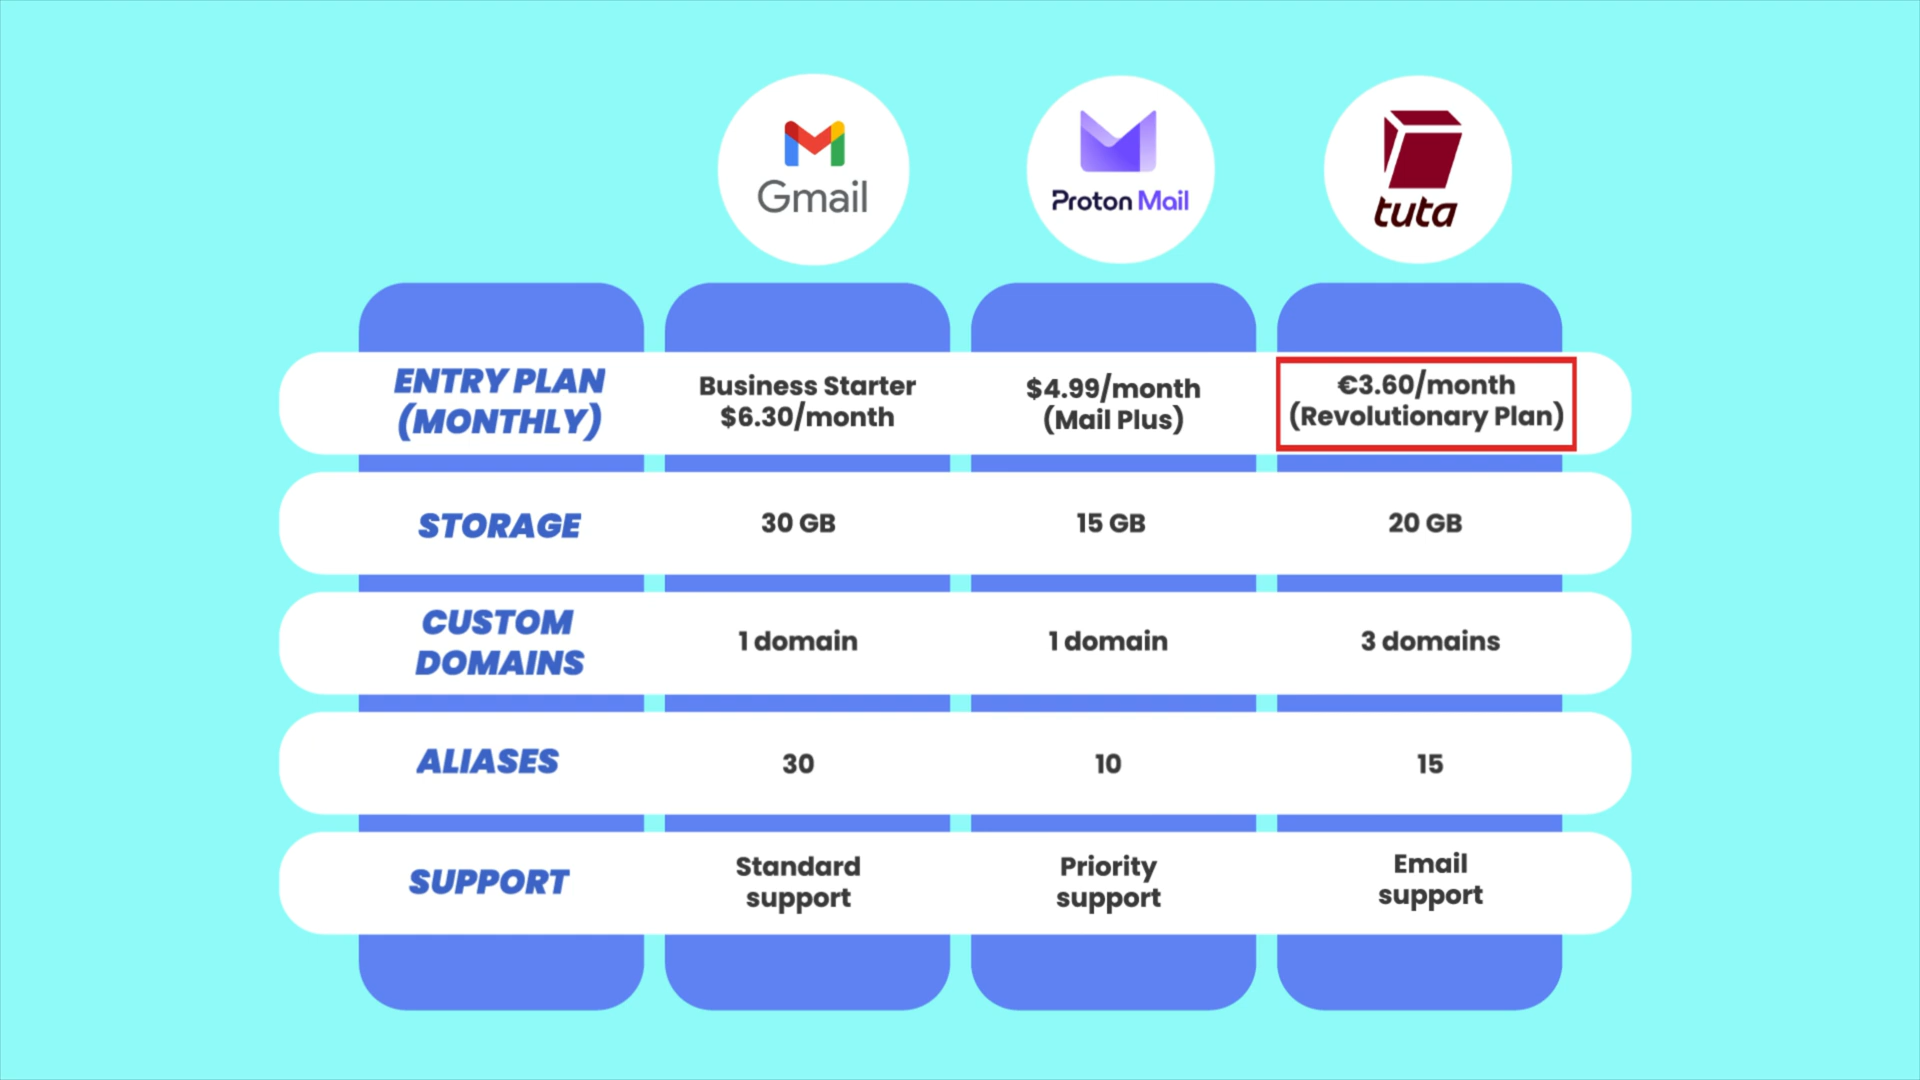 Gmail
Proton Mail
tuta
ENTRY PLAN
(MONTHLY)
Business Starter
$6.30/month
$4.99/month
(Mail Plus)
€3.60/month
(Revolutionary Plan)
STORAGE
30 GB
15 GB
20 GB
CUSTOM
DOMAINS
1 domain
1 domain
3 domains
ALIASES
30
10
15
SUPPORT
Standard
support
Priority
support
Email
support